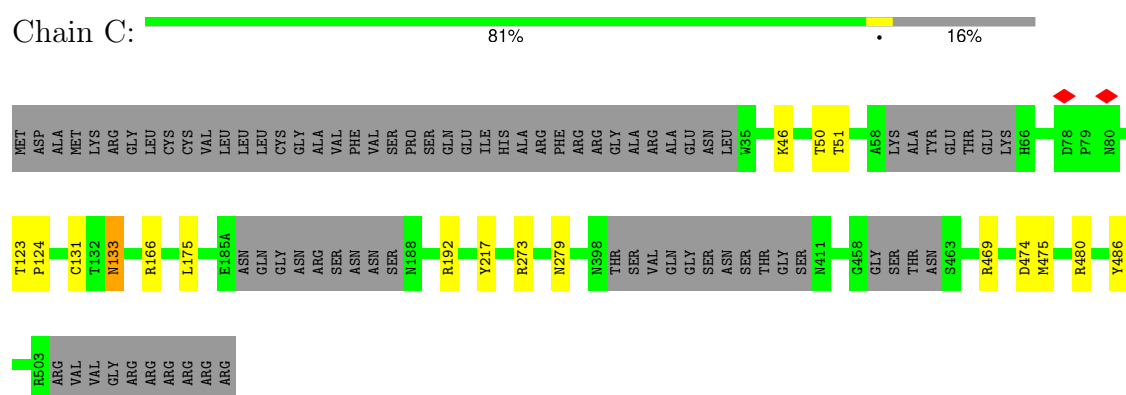 Chain C:
81% • 16%
MET ASP ALA MET LYS ARG GLY LEU CYS CYS VAL LEU LEU LEU CYS GLY ALA VAL PHE VAL SER PRO SER GLN GLU ILE HIS ALA ARG PHE ARG ARG GLY ALA ARG ALA GLU ASN LEU W35 K46 T50 T51 A58 LYS ALA TYR GLU THR GLU LYS H66 D78 P79 N80
T123 P124 C131 T132 N133 R166 L175 E185A ASN GLN GLY ASN ARG SER ASN ASN SER N188 R192 Y217 R273 N279 N398 THR SER VAL GLN GLY SER ASN SER THR GLY SER N411 G458 GLY SER THR ASN S463 R469 D474 M475 R480 Y486
R503 ARG VAL VAL GLY ARG ARG ARG ARG ARG ARG